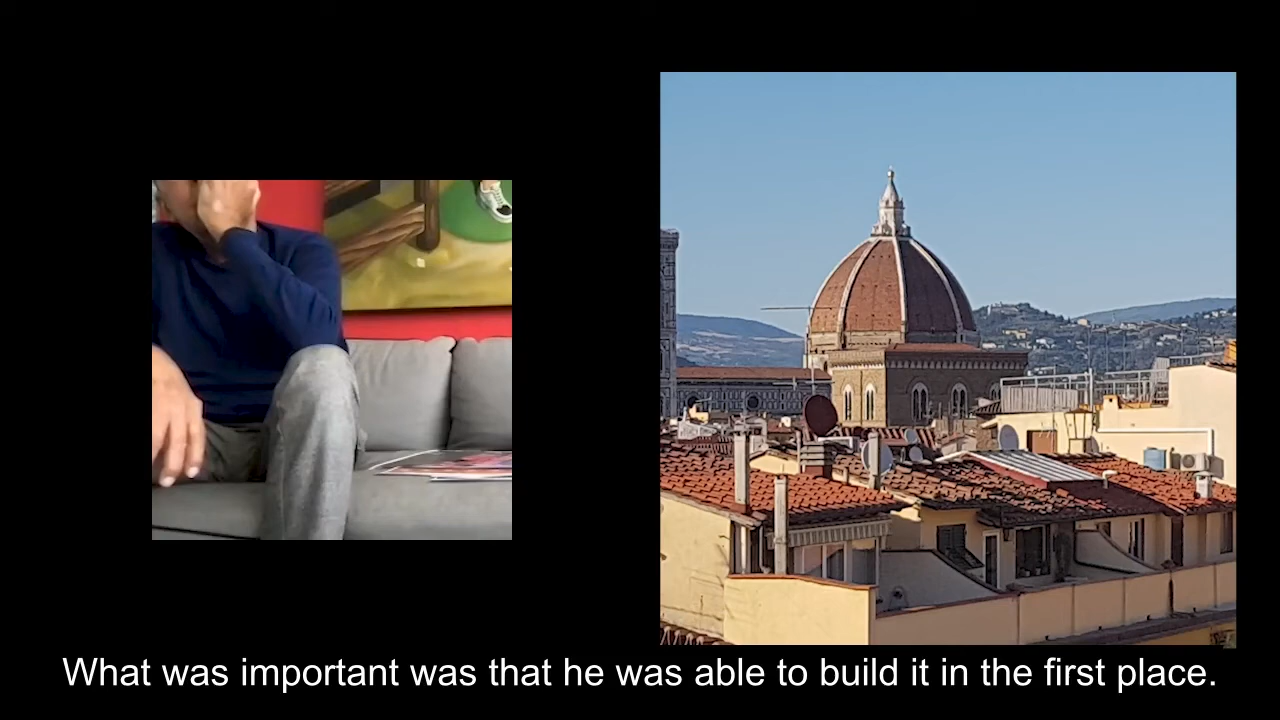 What was important was that he was able to build it in the first place.